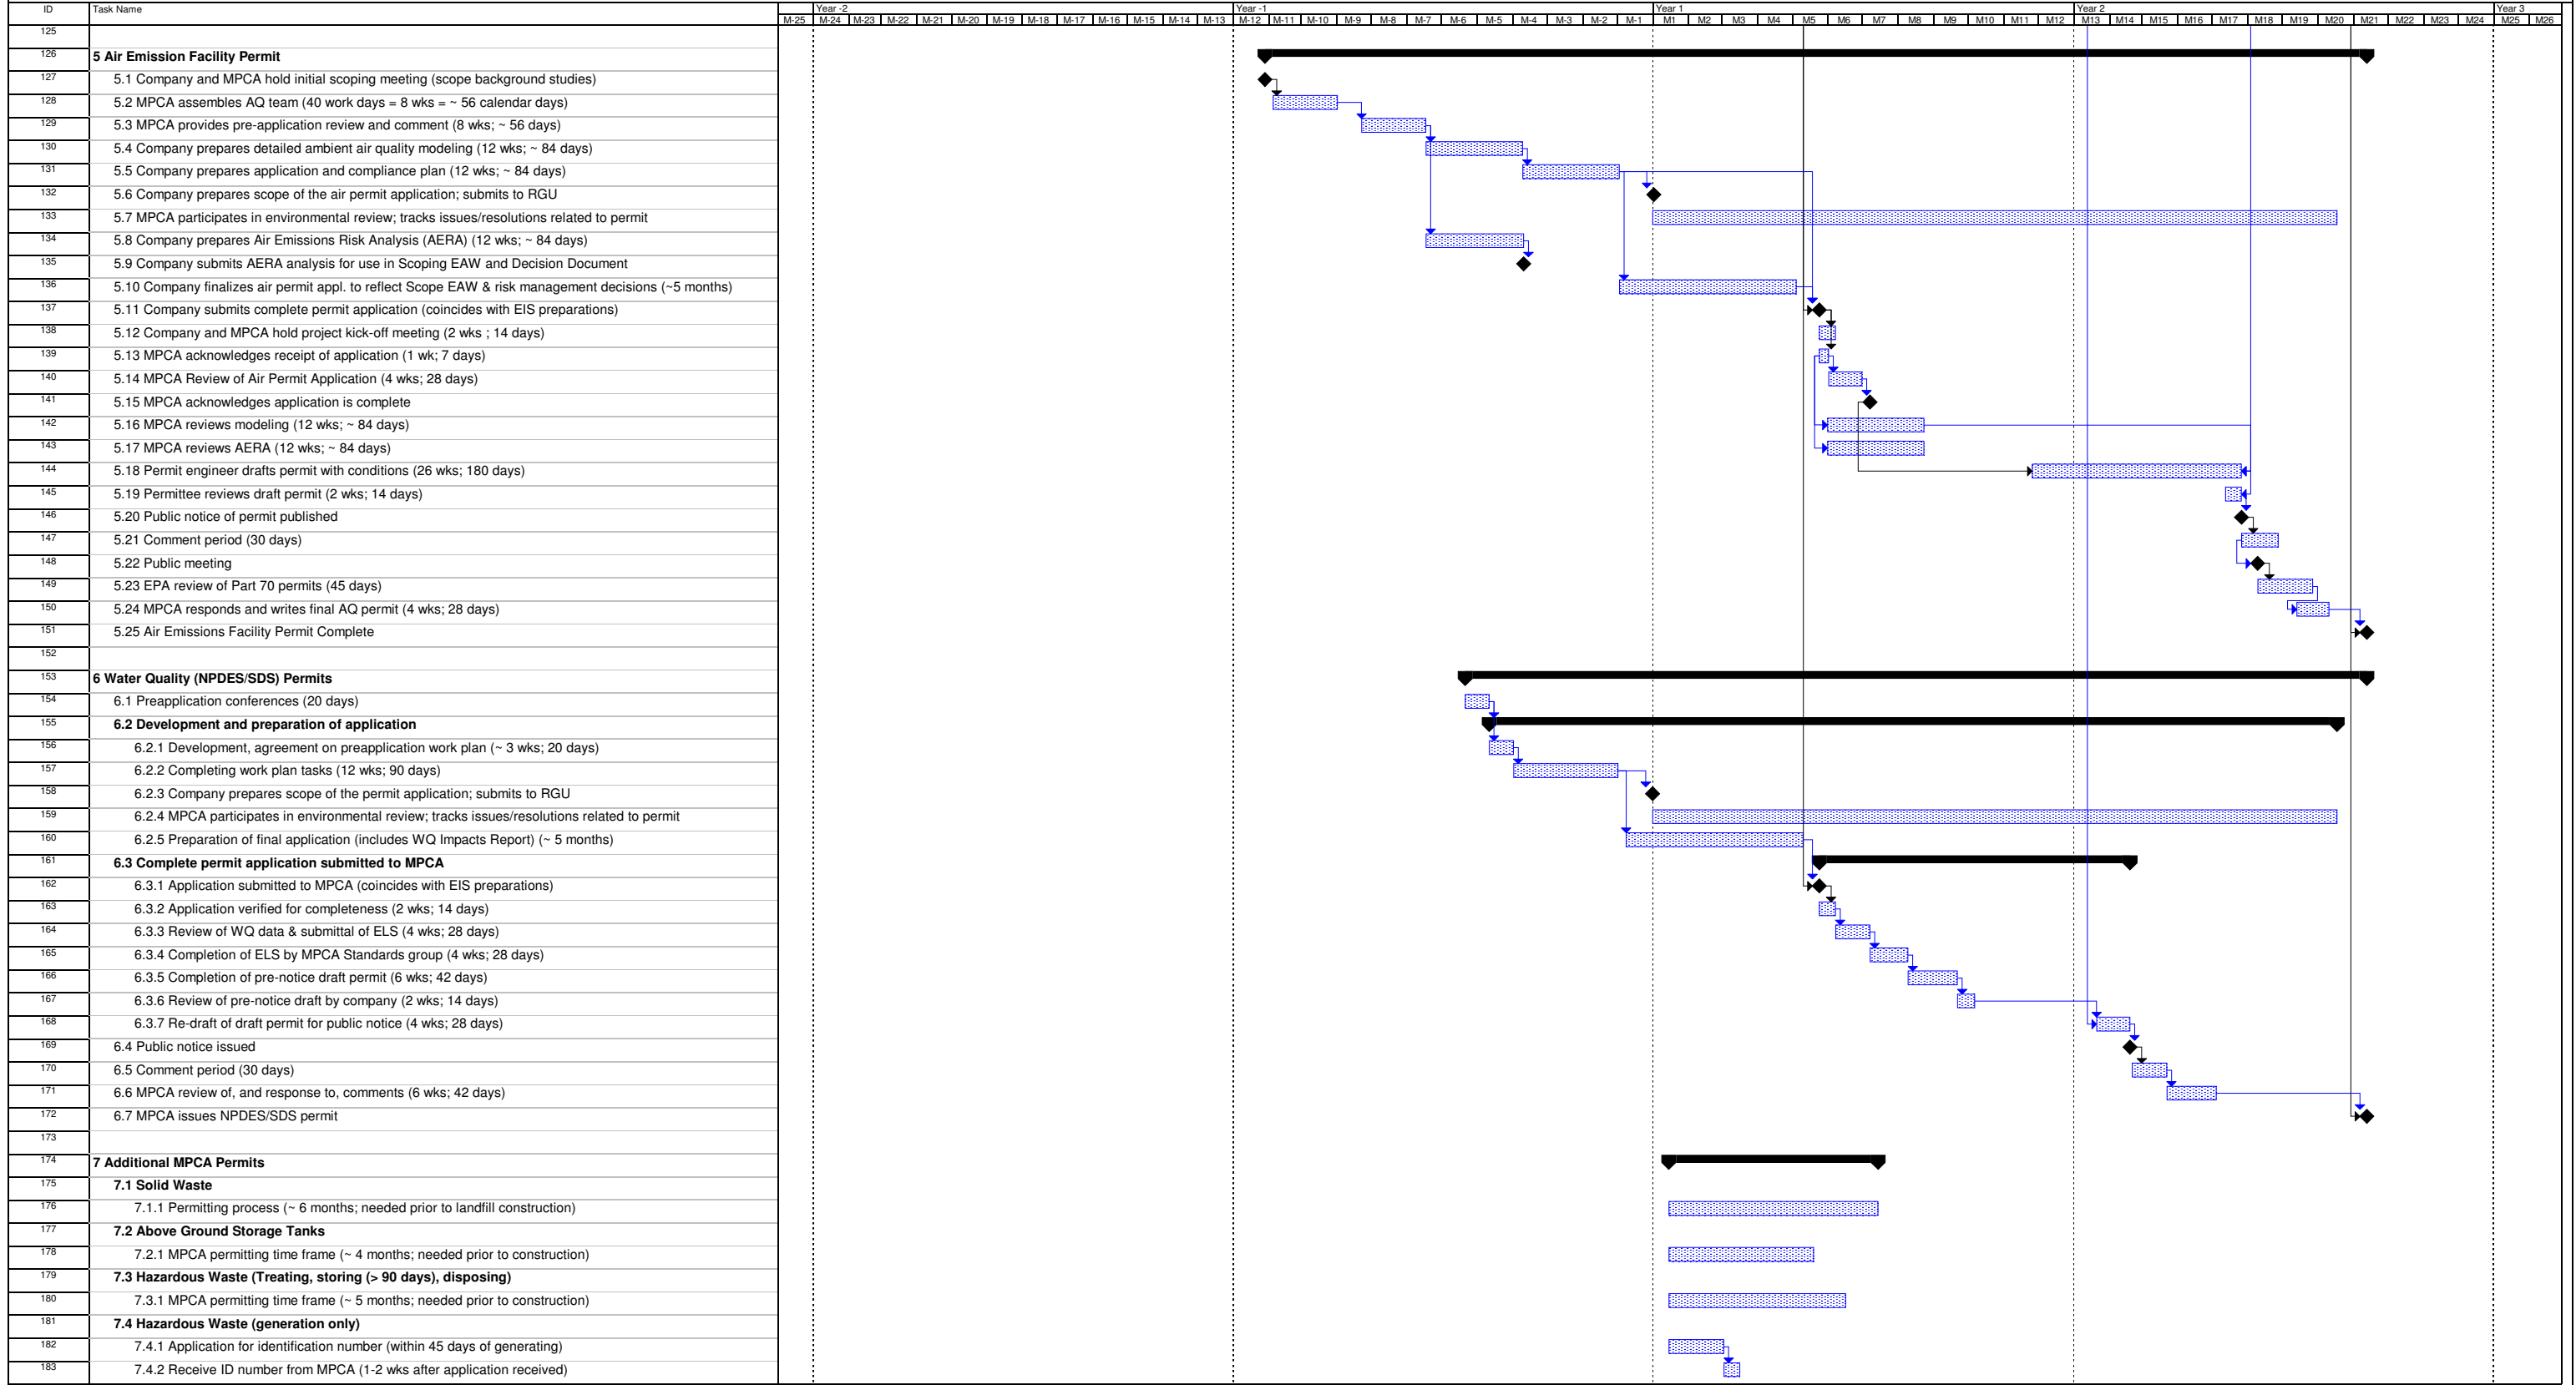 ID Task Name Year -2 Year -1 Year 1 Year 2 Year 3
M-25 M-24 M-23 M-22 M-21 M-20 M-19 M-18 M-17 M-16 M-15 M-14 M-13 M-12 M-11 M-10 M-9 M-8 M-7 M-6 M-5 M-4 M-3 M-2 M-1 M1 M2 M3 M4 M5 M6 M7 M8 M9 M10 M11 M12 M13 M14 M15 M16 M17 M18 M19 M20 M21 M22 M23 M24 M25 M26
125
126 5 Air Emission Facility Permit
127 5.1 Company and MPCA hold initial scoping meeting (scope background studies)
128 5.2 MPCA assembles AQ team (40 work days = 8 wks = ~ 56 calendar days)
129 5.3 MPCA provides pre-application review and comment (8 wks; ~ 56 days)
130 5.4 Company prepares detailed ambient air quality modeling (12 wks; ~ 84 days)
131 5.5 Company prepares application and compliance plan (12 wks; ~ 84 days)
132 5.6 Company prepares scope of the air permit application; submits to RGU
133 5.7 MPCA participates in environmental review; tracks issues/resolutions related to permit
134 5.8 Company prepares Air Emissions Risk Analysis (AERA) (12 wks; ~ 84 days)
135 5.9 Company submits AERA analysis for use in Scoping EAW and Decision Document
136 5.10 Company finalizes air permit appl. to reflect Scope EAW & risk management decisions (~5 months)
137 5.11 Company submits complete permit application (coincides with EIS preparations)
138 5.12 Company and MPCA hold project kick-off meeting (2 wks ; 14 days)
139 5.13 MPCA acknowledges receipt of application (1 wk; 7 days)
140 5.14 MPCA Review of Air Permit Application (4 wks; 28 days)
141 5.15 MPCA acknowledges application is complete
142 5.16 MPCA reviews modeling (12 wks; ~ 84 days)
143 5.17 MPCA reviews AERA (12 wks; ~ 84 days)
144 5.18 Permit engineer drafts permit with conditions (26 wks; 180 days)
145 5.19 Permittee reviews draft permit (2 wks; 14 days)
146 5.20 Public notice of permit published
147 5.21 Comment period (30 days)
148 5.22 Public meeting
149 5.23 EPA review of Part 70 permits (45 days)
150 5.24 MPCA responds and writes final AQ permit (4 wks; 28 days)
151 5.25 Air Emissions Facility Permit Complete
152
153 6 Water Quality (NPDES/SDS) Permits
154 6.1 Preapplication conferences (20 days)
155 6.2 Development and preparation of application
156 6.2.1 Development, agreement on preapplication work plan (~ 3 wks; 20 days)
157 6.2.2 Completing work plan tasks (12 wks; 90 days)
158 6.2.3 Company prepares scope of the permit application; submits to RGU
159 6.2.4 MPCA participates in environmental review; tracks issues/resolutions related to permit
160 6.2.5 Preparation of final application (includes WQ Impacts Report) (~ 5 months)
161 6.3 Complete permit application submitted to MPCA
162 6.3.1 Application submitted to MPCA (coincides with EIS preparations)
163 6.3.2 Application verified for completeness (2 wks; 14 days)
164 6.3.3 Review of WQ data & submittal of ELS (4 wks; 28 days)
165 6.3.4 Completion of ELS by MPCA Standards group (4 wks; 28 days)
166 6.3.5 Completion of pre-notice draft permit (6 wks; 42 days)
167 6.3.6 Review of pre-notice draft by company (2 wks; 14 days)
168 6.3.7 Re-draft of draft permit for public notice (4 wks; 28 days)
169 6.4 Public notice issued
170 6.5 Comment period (30 days)
171 6.6 MPCA review of, and response to, comments (6 wks; 42 days)
172 6.7 MPCA issues NPDES/SDS permit
173
174 7 Additional MPCA Permits
175 7.1 Solid Waste
176 7.1.1 Permitting process (~ 6 months; needed prior to landfill construction)
177 7.2 Above Ground Storage Tanks
178 7.2.1 MPCA permitting time frame (~ 4 months; needed prior to construction)
179 7.3 Hazardous Waste (Treating, storing (> 90 days), disposing)
180 7.3.1 MPCA permitting time frame (~ 5 months; needed prior to construction)
181 7.4 Hazardous Waste (generation only)
182 7.4.1 Application for identification number (within 45 days of generating)
183 7.4.2 Receive ID number from MPCA (1-2 wks after application received)